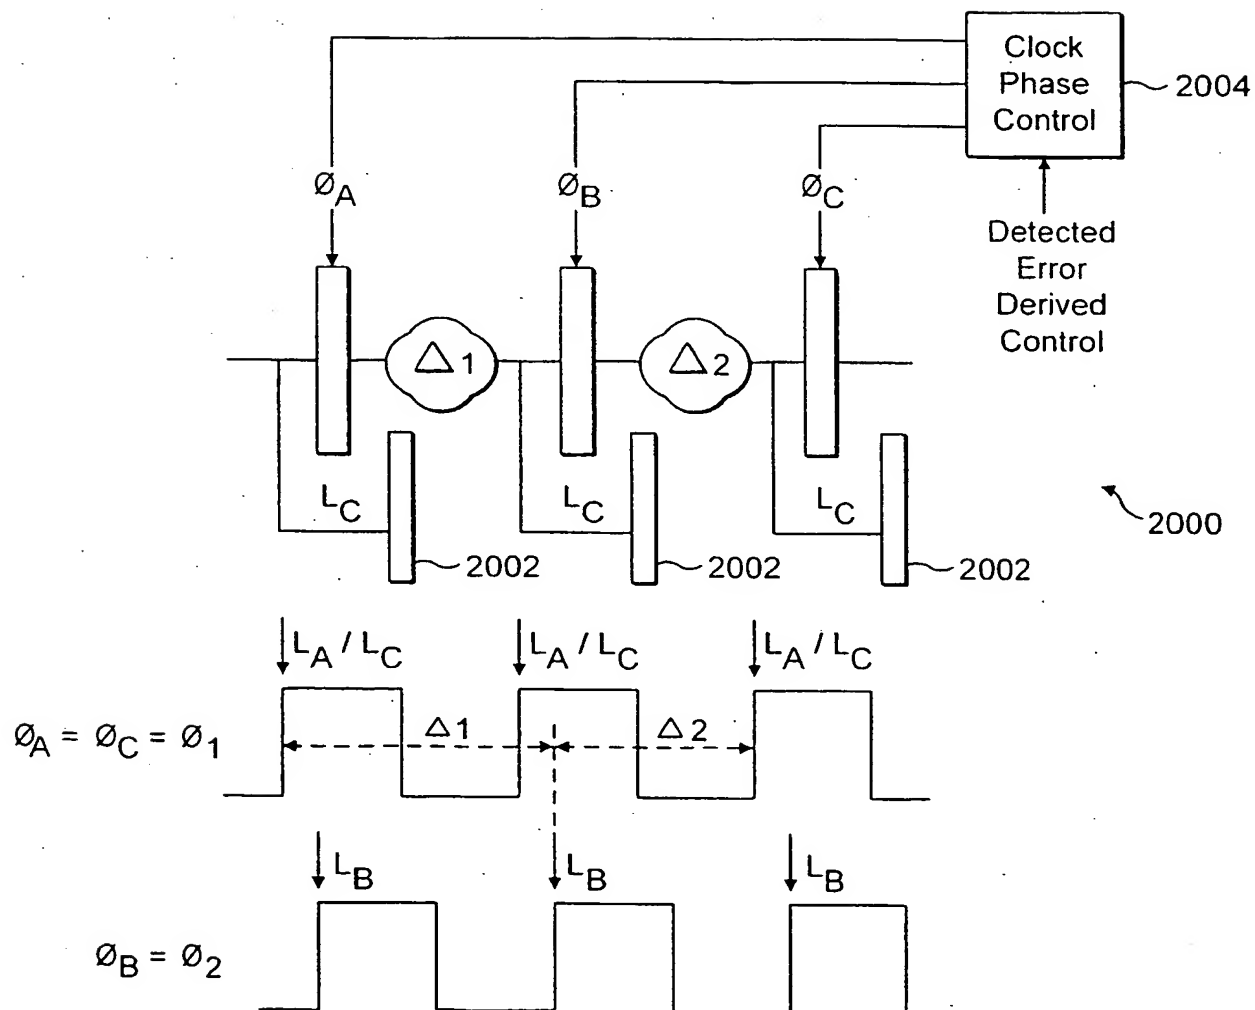 Clock
Phase
Control
2004
ØA
ØB
ØC
Detected
Error
Derived
Control
Δ1
Δ2
LC
LC
LC
2002
2002
2002
2000
LA / LC
LA / LC
LA / LC
ØA = ØC = Ø1
Δ1
Δ2
LB
LB
LB
ØB = Ø2